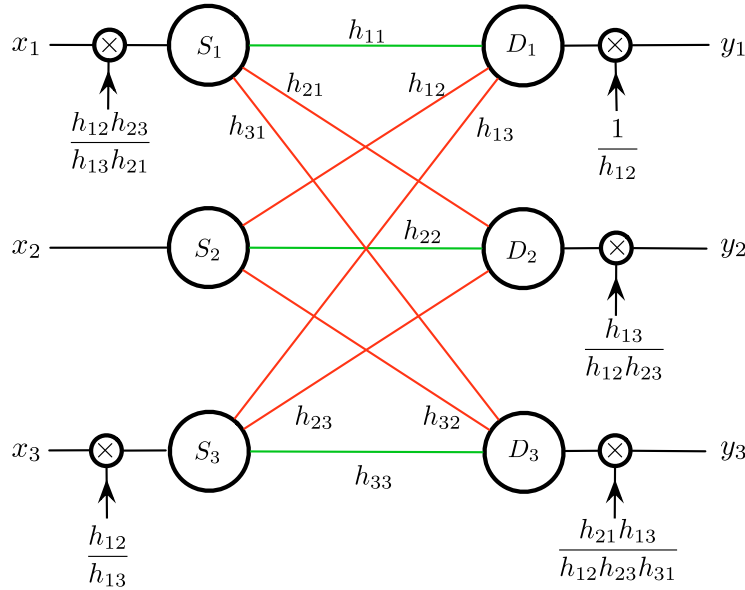 x₁ ⊗ S₁ h₁₁ D₁ ⊗ y₁
h₂₁ h₁₂
h₃₁ h₁₃
h₁₂h₂₃ / h₁₃h₂₁
1 / h₁₂
x₂ S₂ h₂₂ D₂ ⊗ y₂
h₁₃ / h₁₂h₂₃
h₂₃ h₃₂
x₃ ⊗ S₃ h₃₃ D₃ ⊗ y₃
h₁₂ / h₁₃
h₂₁h₁₃ / h₁₂h₂₃h₃₁